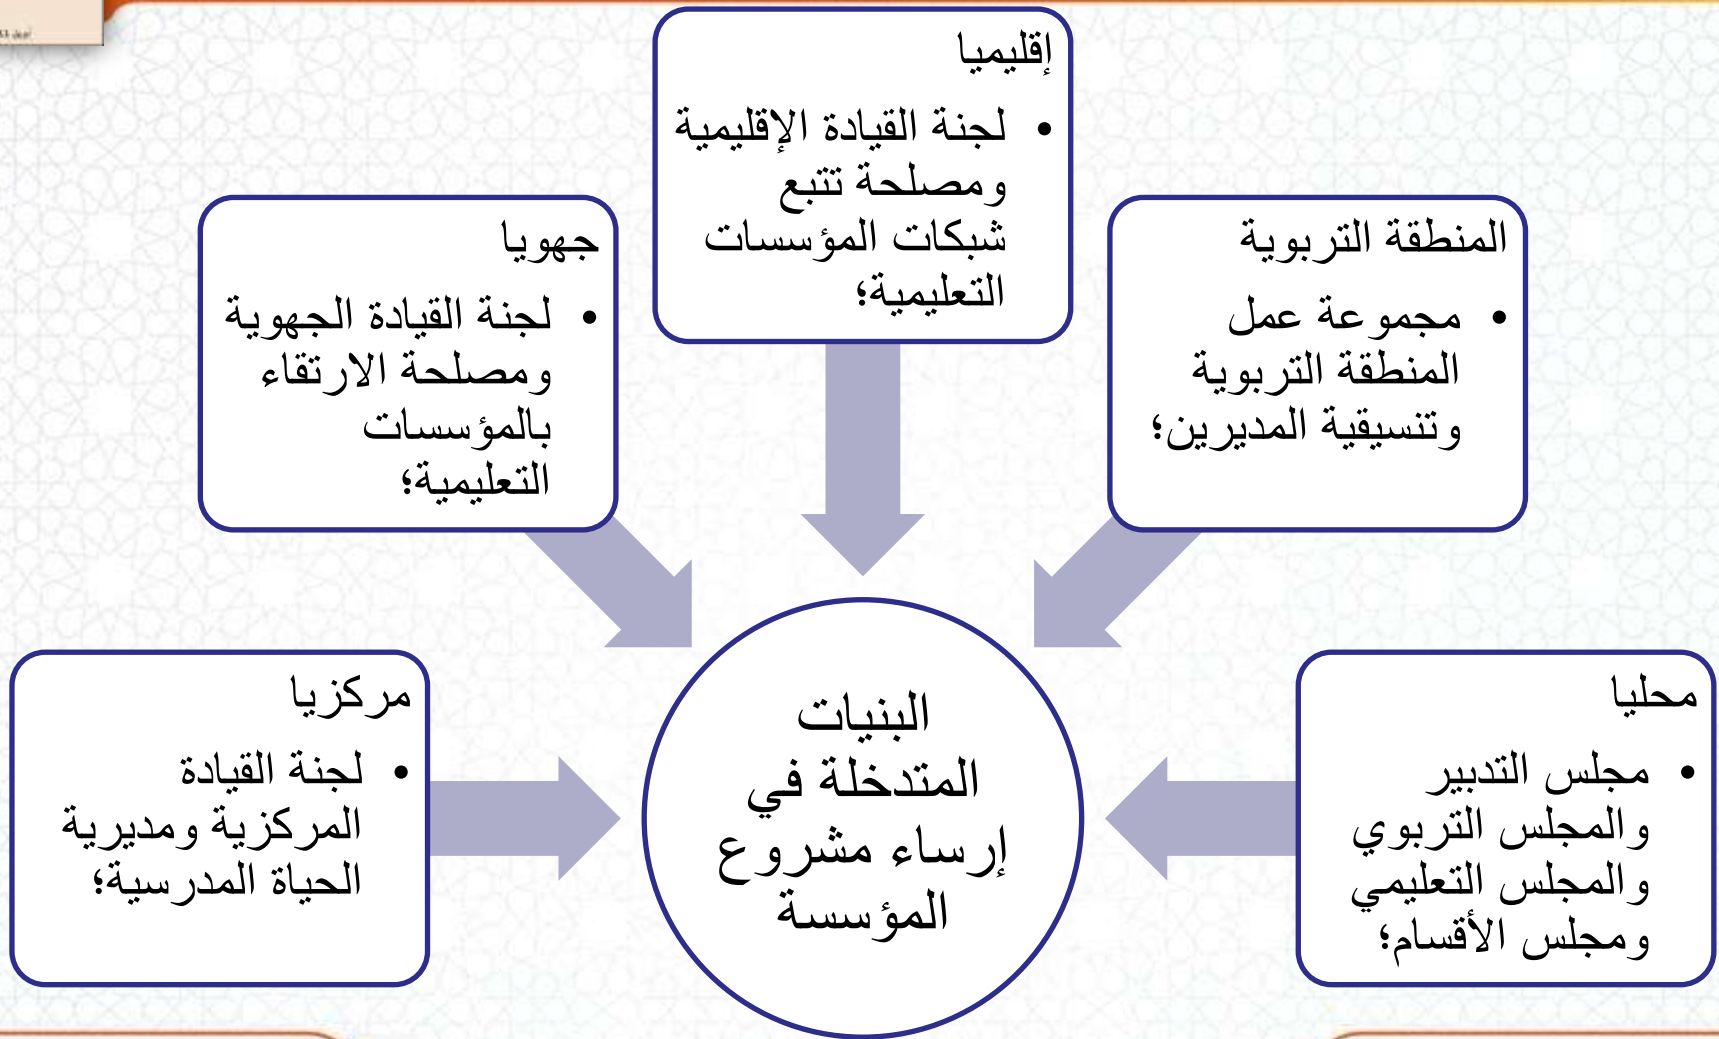 إقليميا
• لجنة القيادة الإقليمية
ومصلحة تتبع
شبكات المؤسسات
التعليمية؛
المنطقة التربوية
• مجموعة عمل
المنطقة التربوية
وتنسيقية المديرين؛
جهويا
• لجنة القيادة الجهوية
ومصلحة الارتقاء
بالمؤسسات
التعليمية؛
محليا
• مجلس التدبير
والمجلس التربوي
والمجلس التعليمي
ومجلس الأقسام؛
البنيات
المتدخلة في
إرساء مشروع
المؤسسة
مركزيا
• لجنة القيادة
المركزية ومديرية
الحياة المدرسية؛